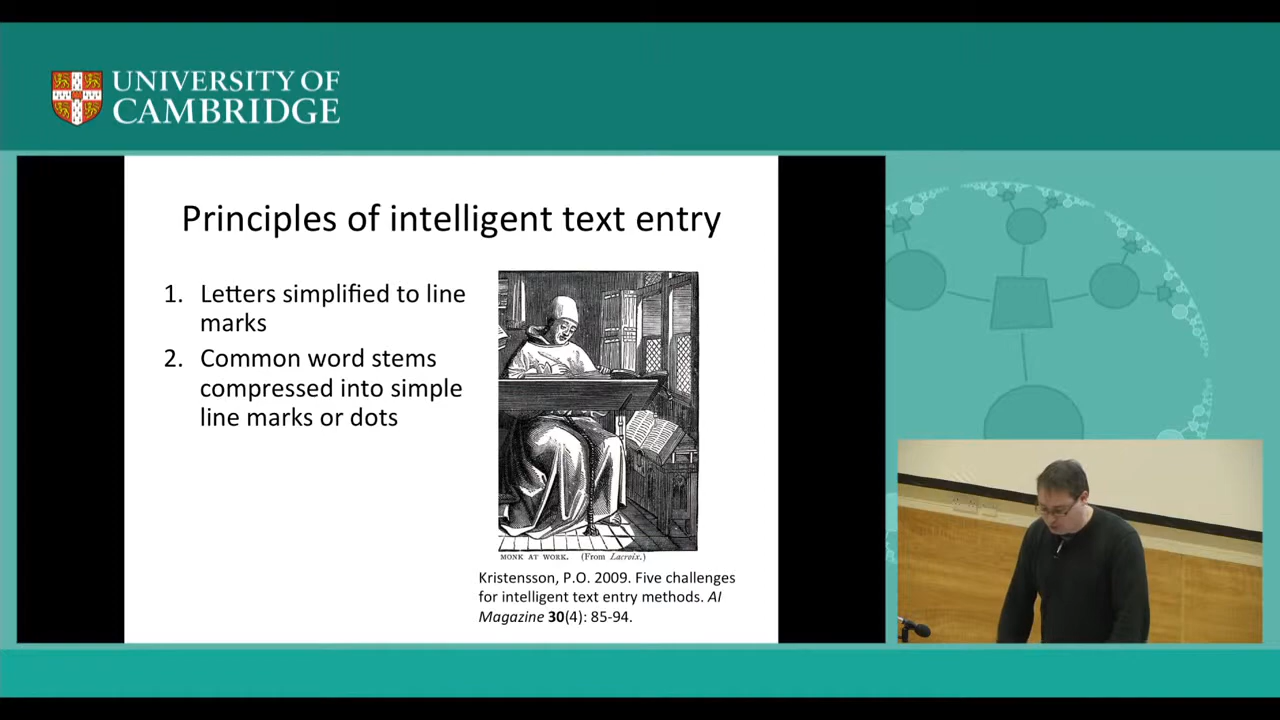 UNIVERSITY OF
CAMBRIDGE
Principles of intelligent text entry
1. Letters simplified to line
marks
2. Common word stems
compressed into simple
line marks or dots
MONK AT WORK. (From Lacroix.)
Kristensson, P.O. 2009. Five challenges
for intelligent text entry methods. AI
Magazine 30(4): 85-94.